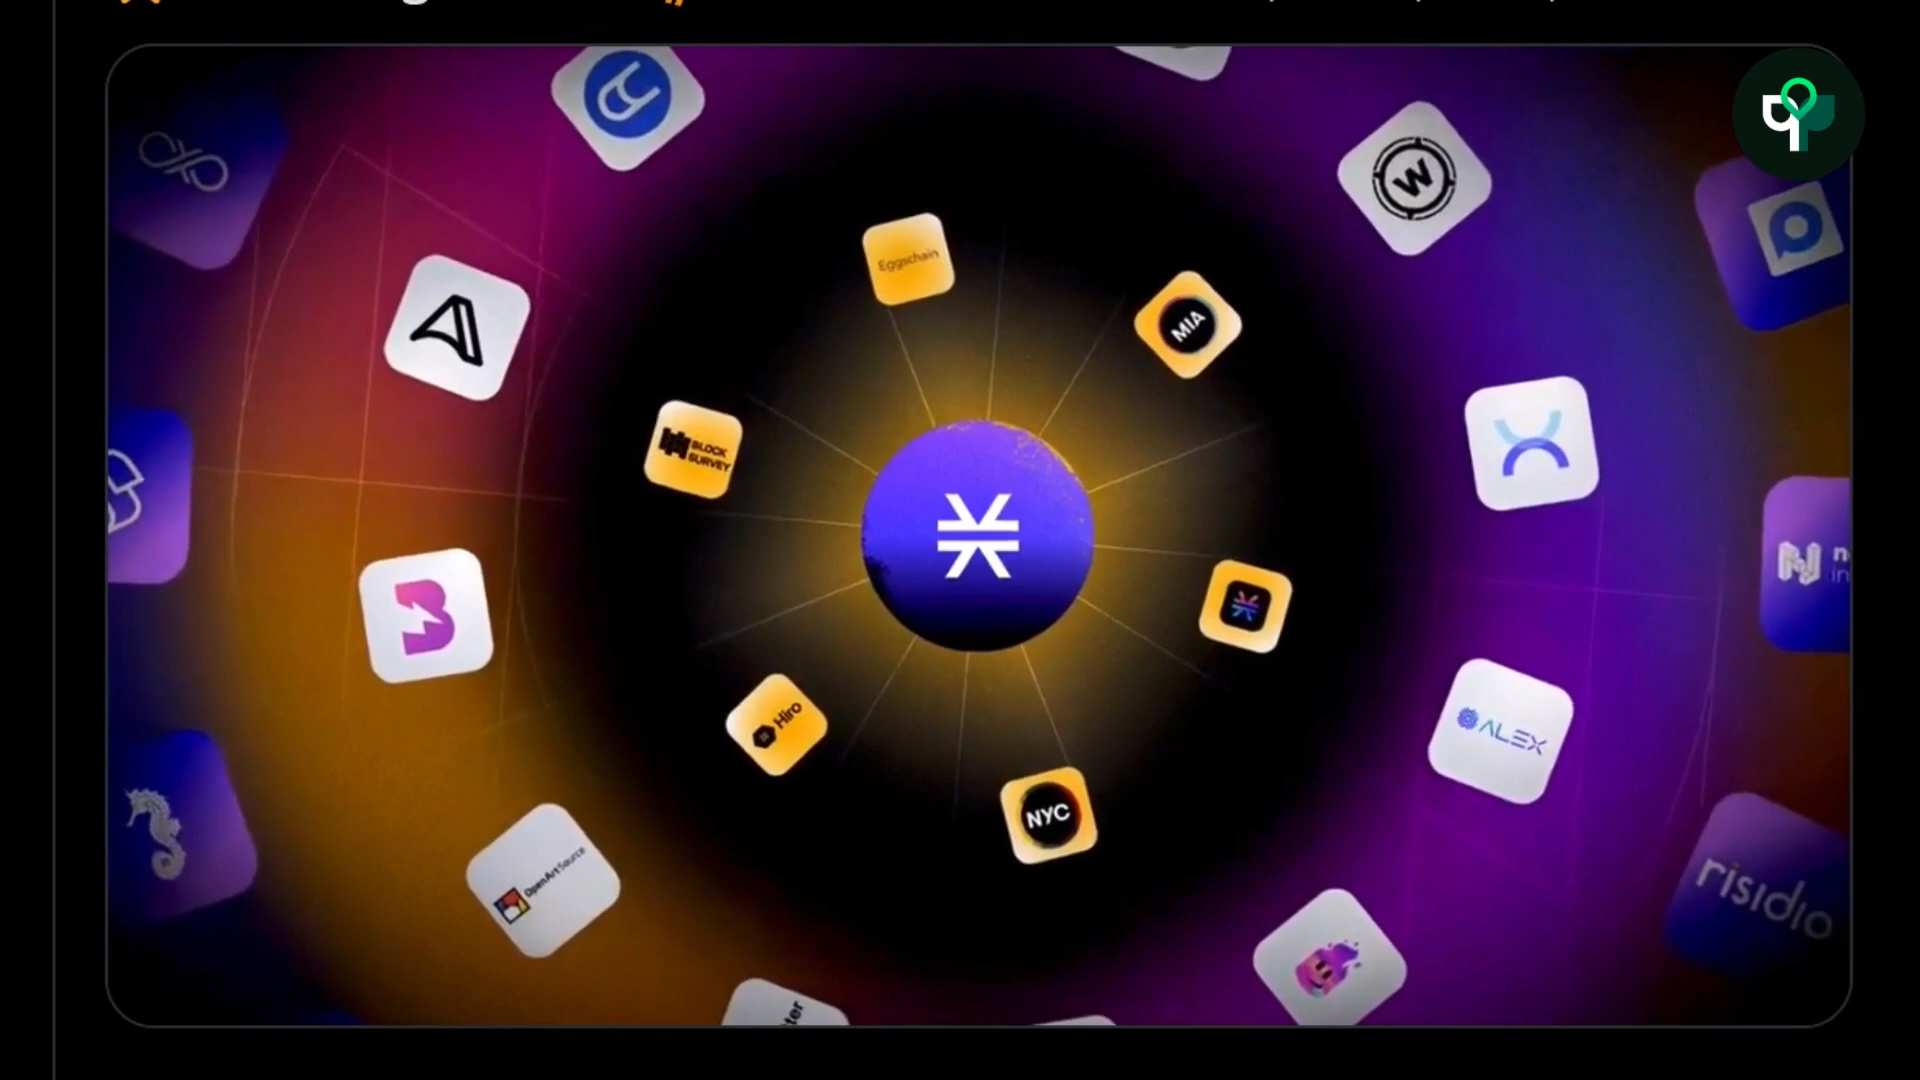 W
Eggschain
MIA
BLOCK
SURVEY
Hiro
ALEX
NYC
OpenArtSource
risidio